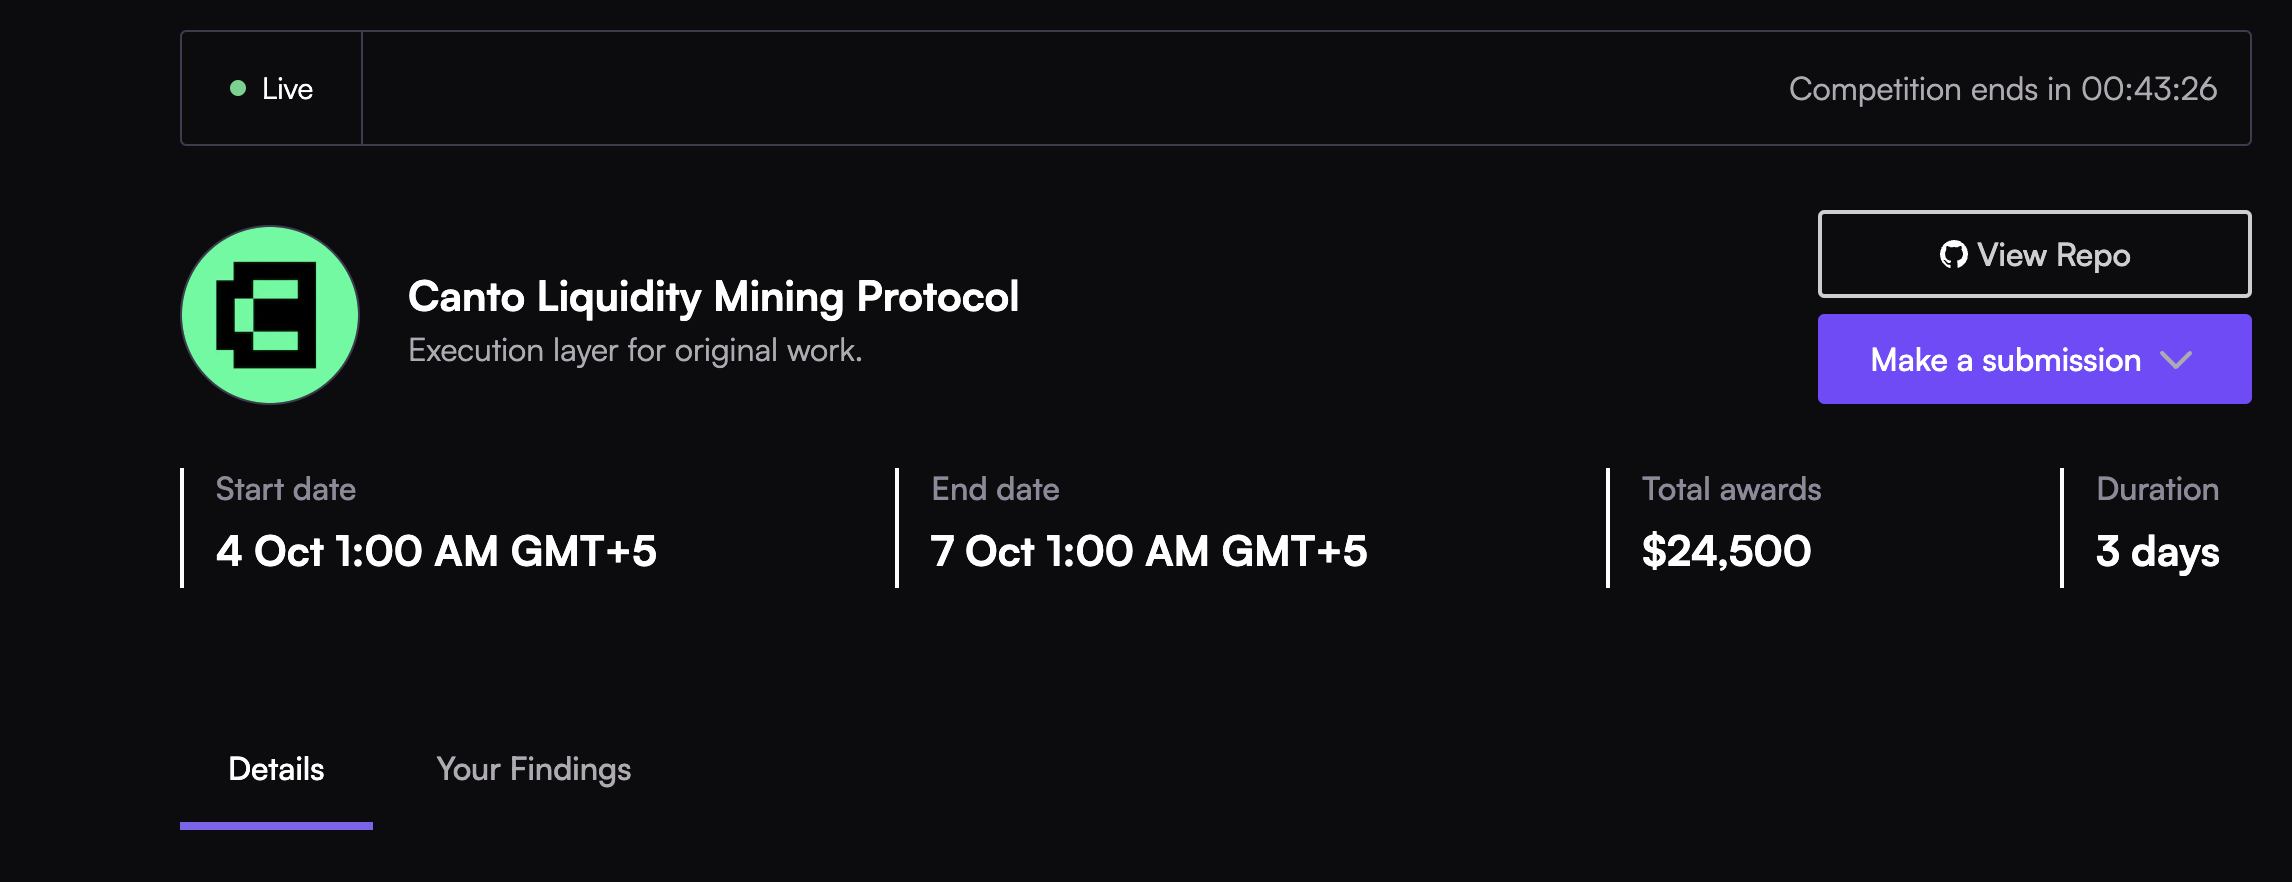 Live
Competition ends in 00:43:26
Canto Liquidity Mining Protocol
Execution layer for original work.
View Repo
Make a submission
Start date
4 Oct 1:00 AM GMT+5
End date
7 Oct 1:00 AM GMT+5
Total awards
$24,500
Duration
3 days
Details
Your Findings